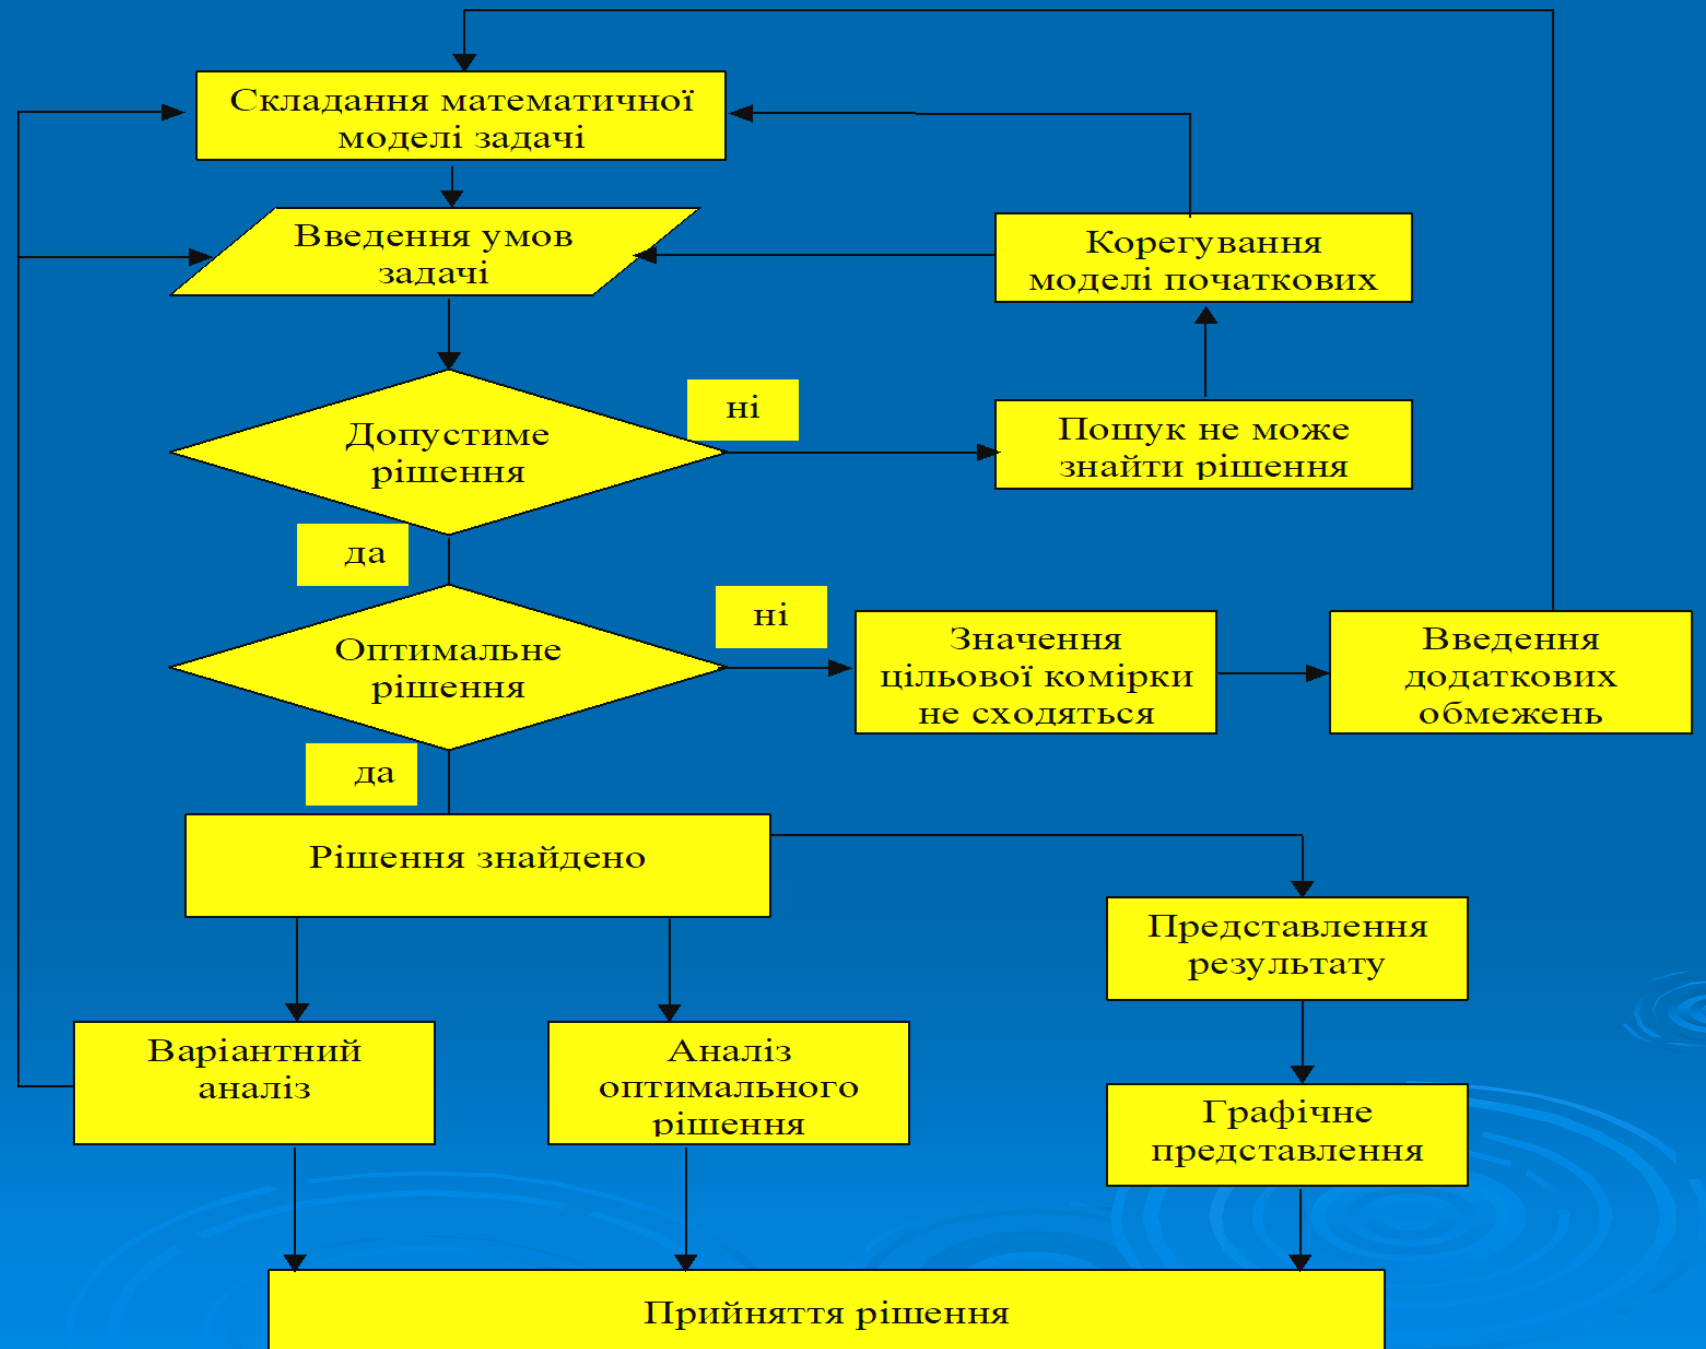 Складання математичної
моделі задачі
Введення умов
задачі
Корегування
моделі початкових
Допустиме
рішення
ні
Пошук не може
знайти рішення
да
Оптимальне
рішення
ні
Значення
цільової комірки
не сходяться
Введення
додаткових
обмежень
да
Рішення знайдено
Представлення
результату
Варіантний
аналіз
Аналіз
оптимального
рішення
Графічне
представлення
Прийняття рішення